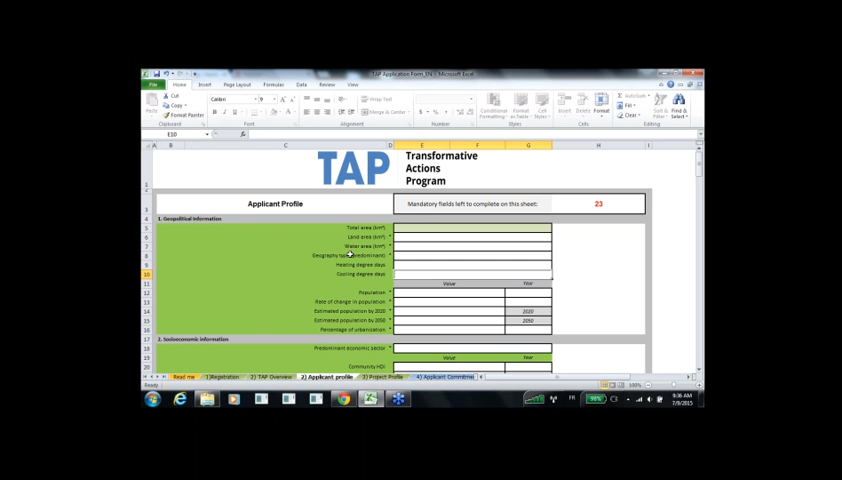 TAP Application Form_EN - Microsoft Excel
File Home Insert Page Layout Formulas Data Review View
Cut
Copy
Format Painter
Paste
Calibri 9
Wrap Text
Merge & Center
Conditional Formatting
Format as Table
Cell Styles
Insert Delete Format
AutoSum
Fill
Clear
Sort & Filter
Find & Select
Clipboard Font Alignment Number Styles Cells Editing
E10 fx
A B C D E F G H I
TAP Transformative
Actions
Program
Applicant Profile Mandatory fields left to complete on this sheet: 23
1. Geopolitical Information
Total area (km²)
Land area (km²) *
Water area (km²) *
Heating degree days
Cooling degree days
Value Year
Population *
Rate of change in population *
Estimated population by 2020 * 2020
Estimated population by 2050 * 2050
Percentage of urbanization *
2. Socioeconomic information
Predominant economic sector *
Value Year
Community HDI
Read me 1)Registration 2) TAP Overview 2) Applicant profile 3) Project Profile 4) Applicant Commitmen
Ready 100%
FR 98% 9:36 AM
7/9/2015